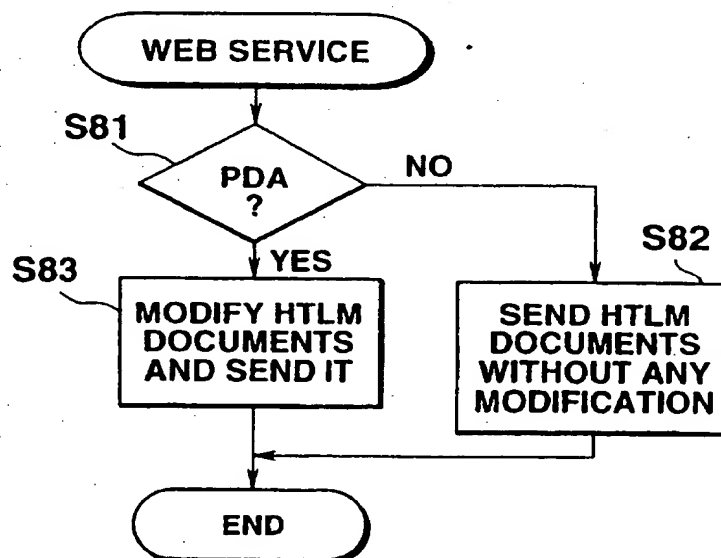 WEB SERVICE
S81
PDA
?
NO
YES
S83
MODIFY HTLM
DOCUMENTS
AND SEND IT
S82
SEND HTLM
DOCUMENTS
WITHOUT ANY
MODIFICATION
END